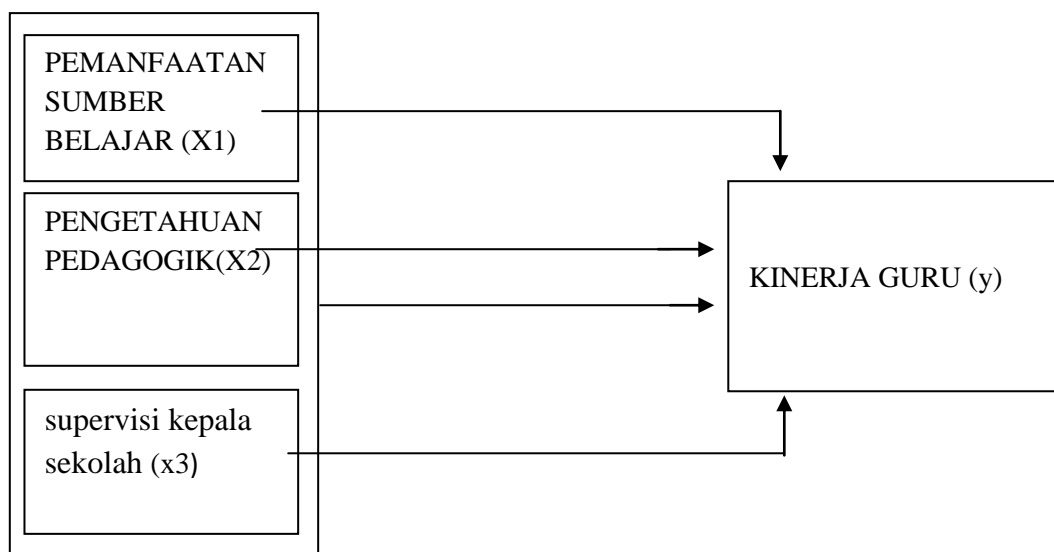 PEMANFAATAN
SUMBER
BELAJAR (X1)
PENGETAHUAN
PEDAGOGIK(X2)
supervisi kepala
sekolah (x3)
KINERJA GURU (y)